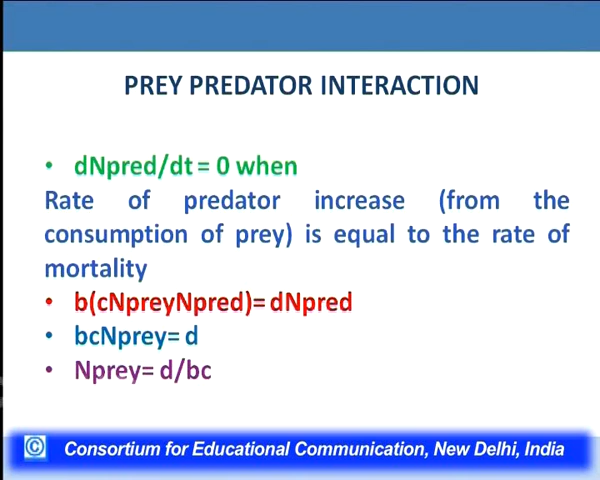 PREY PREDATOR INTERACTION
• dNpred/dt = 0 when
Rate of predator increase (from the
consumption of prey) is equal to the rate of
mortality
• b(cNpreyNpred)= dNpred
• bcNprey= d
• Nprey= d/bc
© Consortium for Educational Communication, New Delhi, India